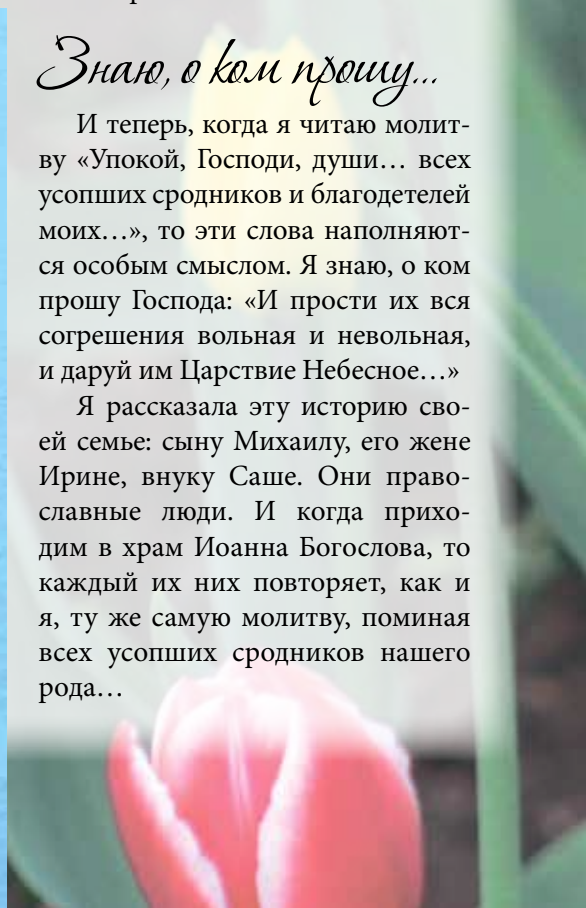 Знаю, о ком прошу...
И теперь, когда я читаю молит-
ву «Упокой, Господи, души… всех
усопших сродников и благодетелей
моих…», то эти слова наполняют-
ся особым смыслом. Я знаю, о ком
прошу Господа: «И прости их вся
согрешения вольная и невольная,
и даруй им Царствие Небесное…»
Я рассказала эту историю сво-
ей семье: сыну Михаилу, его жене
Ирине, внуку Саше. Они право-
славные люди. И когда прихо-
дим в храм Иоанна Богослова, то
каждый их них повторяет, как и
я, ту же самую молитву, поминая
всех усопших сродников нашего
рода…